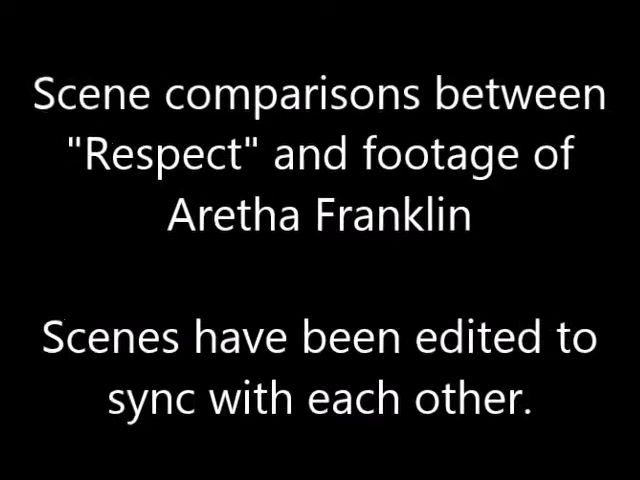 Scene comparisons between
"Respect" and footage of
Aretha Franklin
Scenes have been edited to
sync with each other.